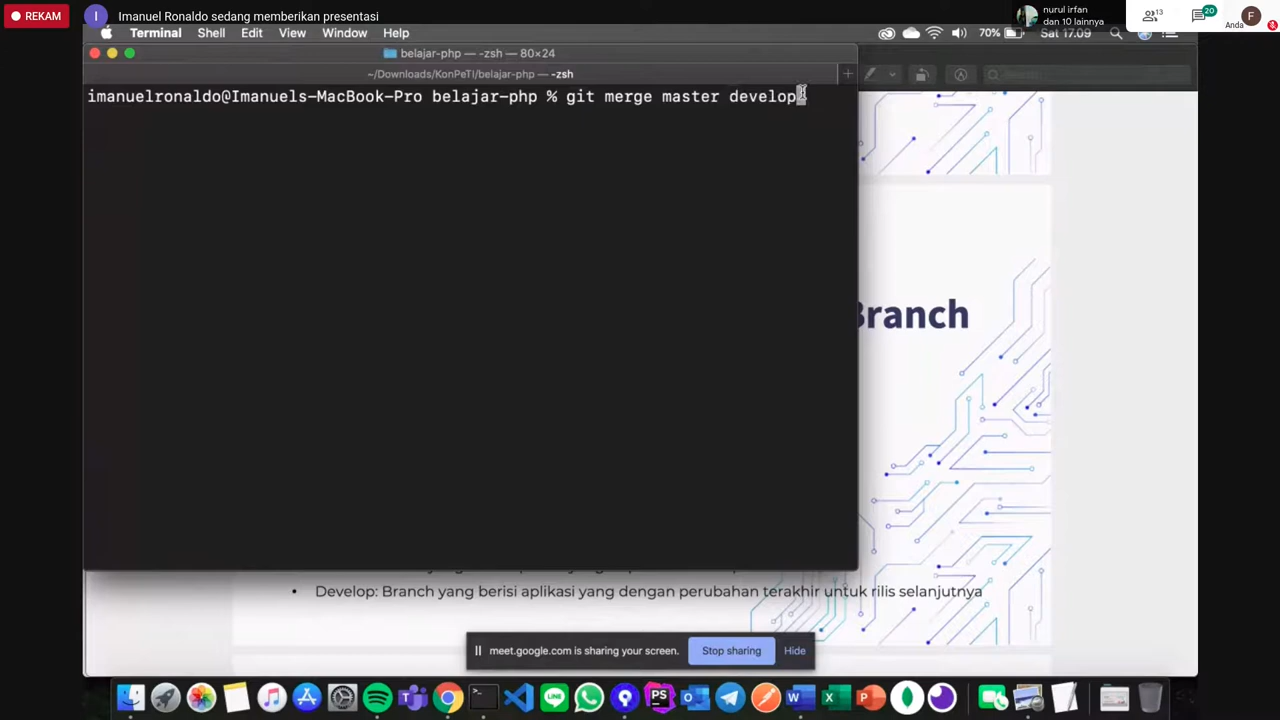 REKAM
I
Imanuel Ronaldo sedang memberikan presentasi
nurul irfan
dan 10 lainnya
13
20
F
Anda
Terminal Shell Edit View Window Help
70%
Sat 17.09
belajar-php — -zsh — 80×24
~/Downloads/KonPeTI/belajar-php — -zsh
+
Search
imanuelronaldo@Imanuels-MacBook-Pro belajar-php % git merge master develop
Branch
• Develop: Branch yang berisi aplikasi yang dengan perubahan terakhir untuk rilis selanjutnya
meet.google.com is sharing your screen.
Stop sharing
Hide